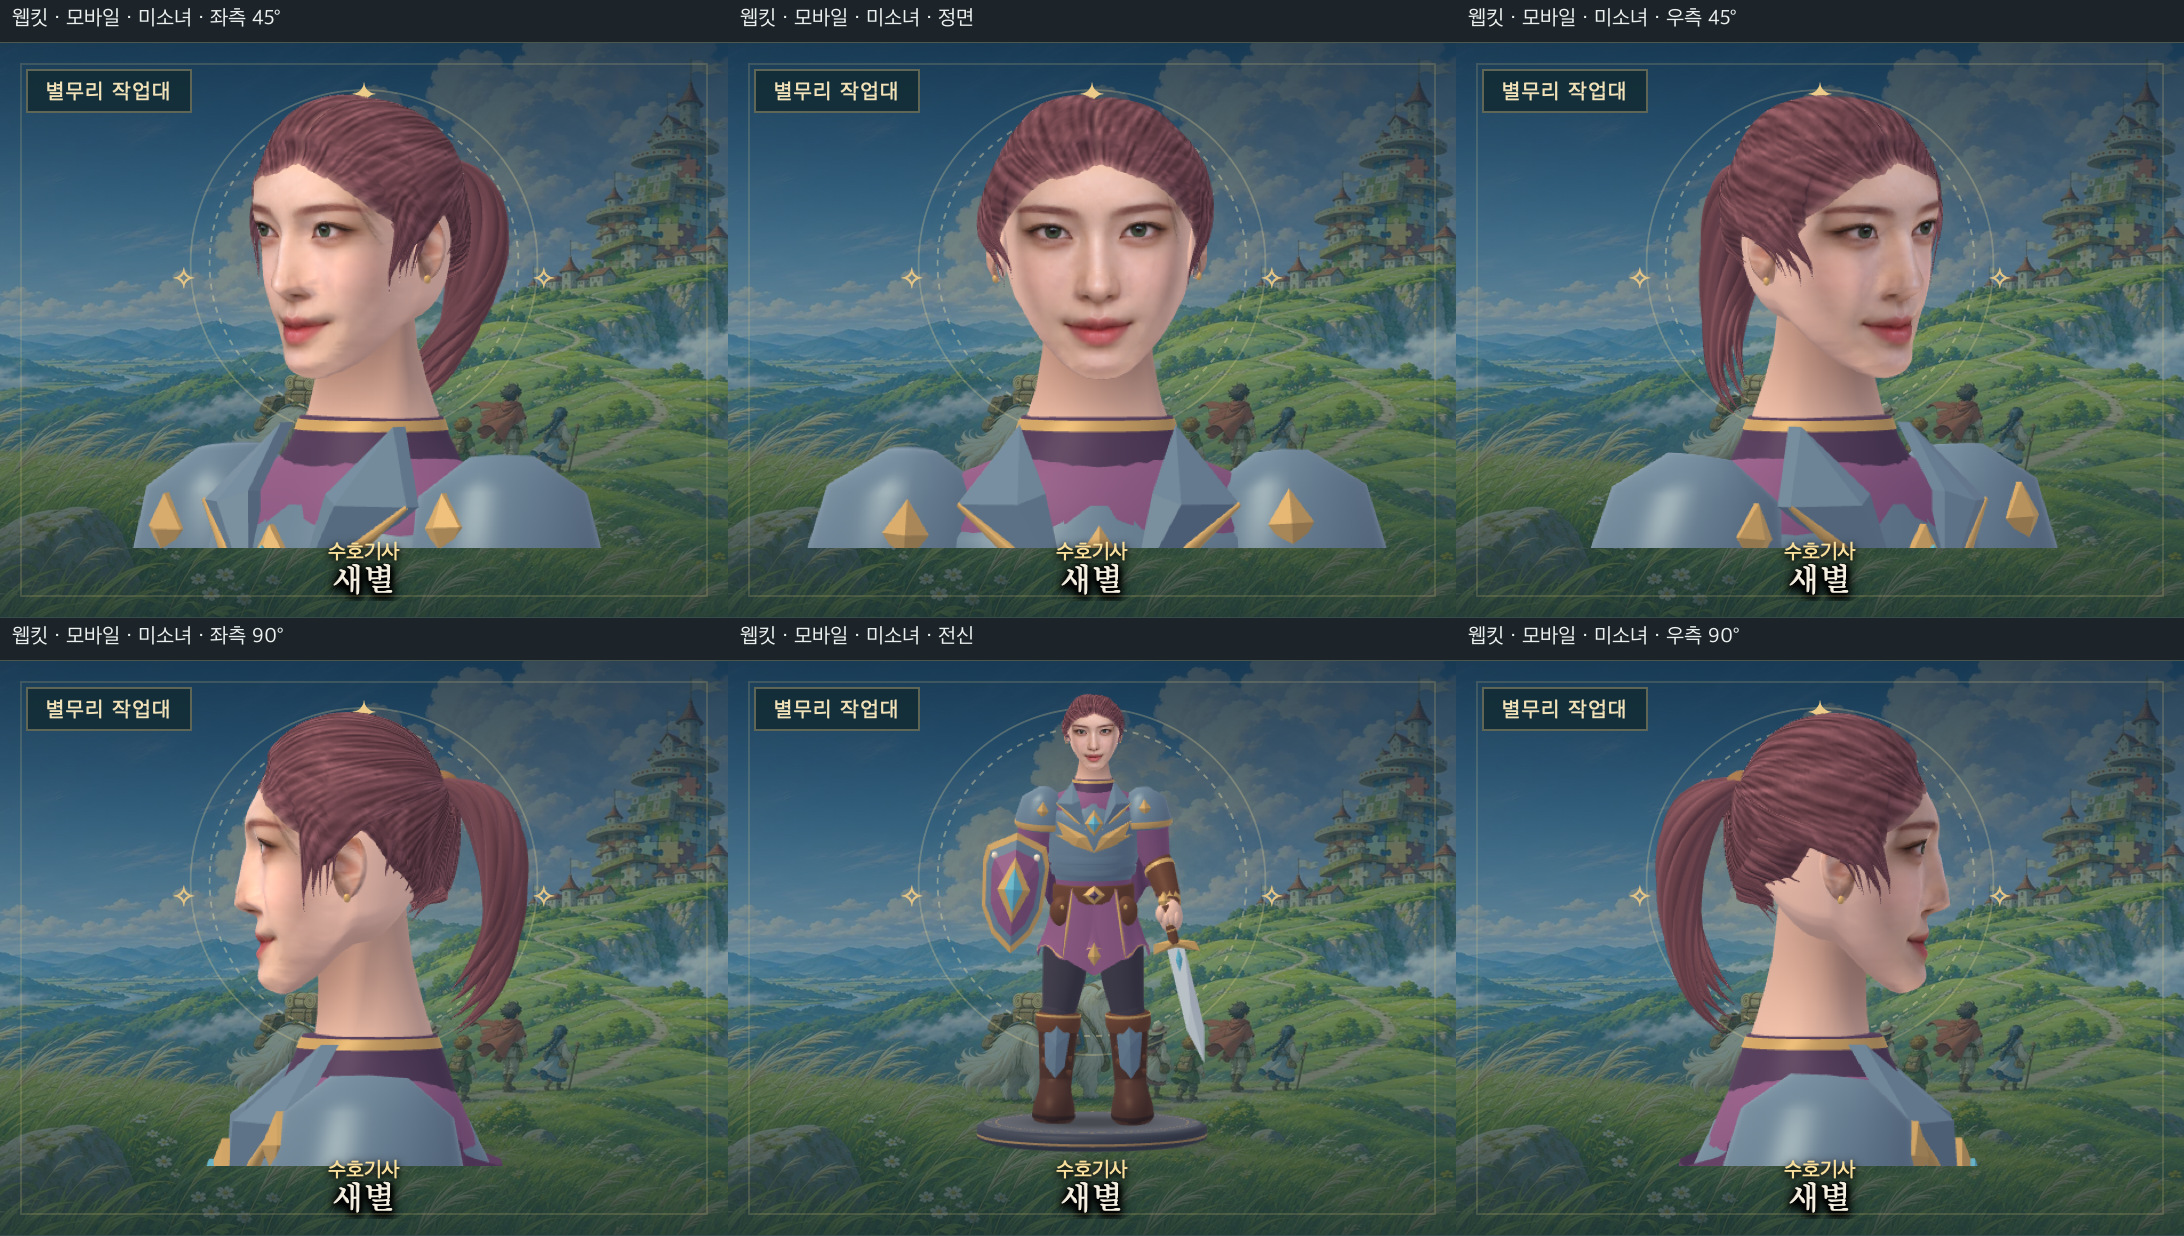 웹킷 · 모바일 · 미소녀 · 좌측 45°
별무리 작업대
수호기사
새별
웹킷 · 모바일 · 미소녀 · 정면
별무리 작업대
수호기사
새별
웹킷 · 모바일 · 미소녀 · 우측 45°
별무리 작업대
수호기사
새별
웹킷 · 모바일 · 미소녀 · 좌측 90°
별무리 작업대
수호기사
새별
웹킷 · 모바일 · 미소녀 · 전신
별무리 작업대
수호기사
새별
웹킷 · 모바일 · 미소녀 · 우측 90°
별무리 작업대
수호기사
새별